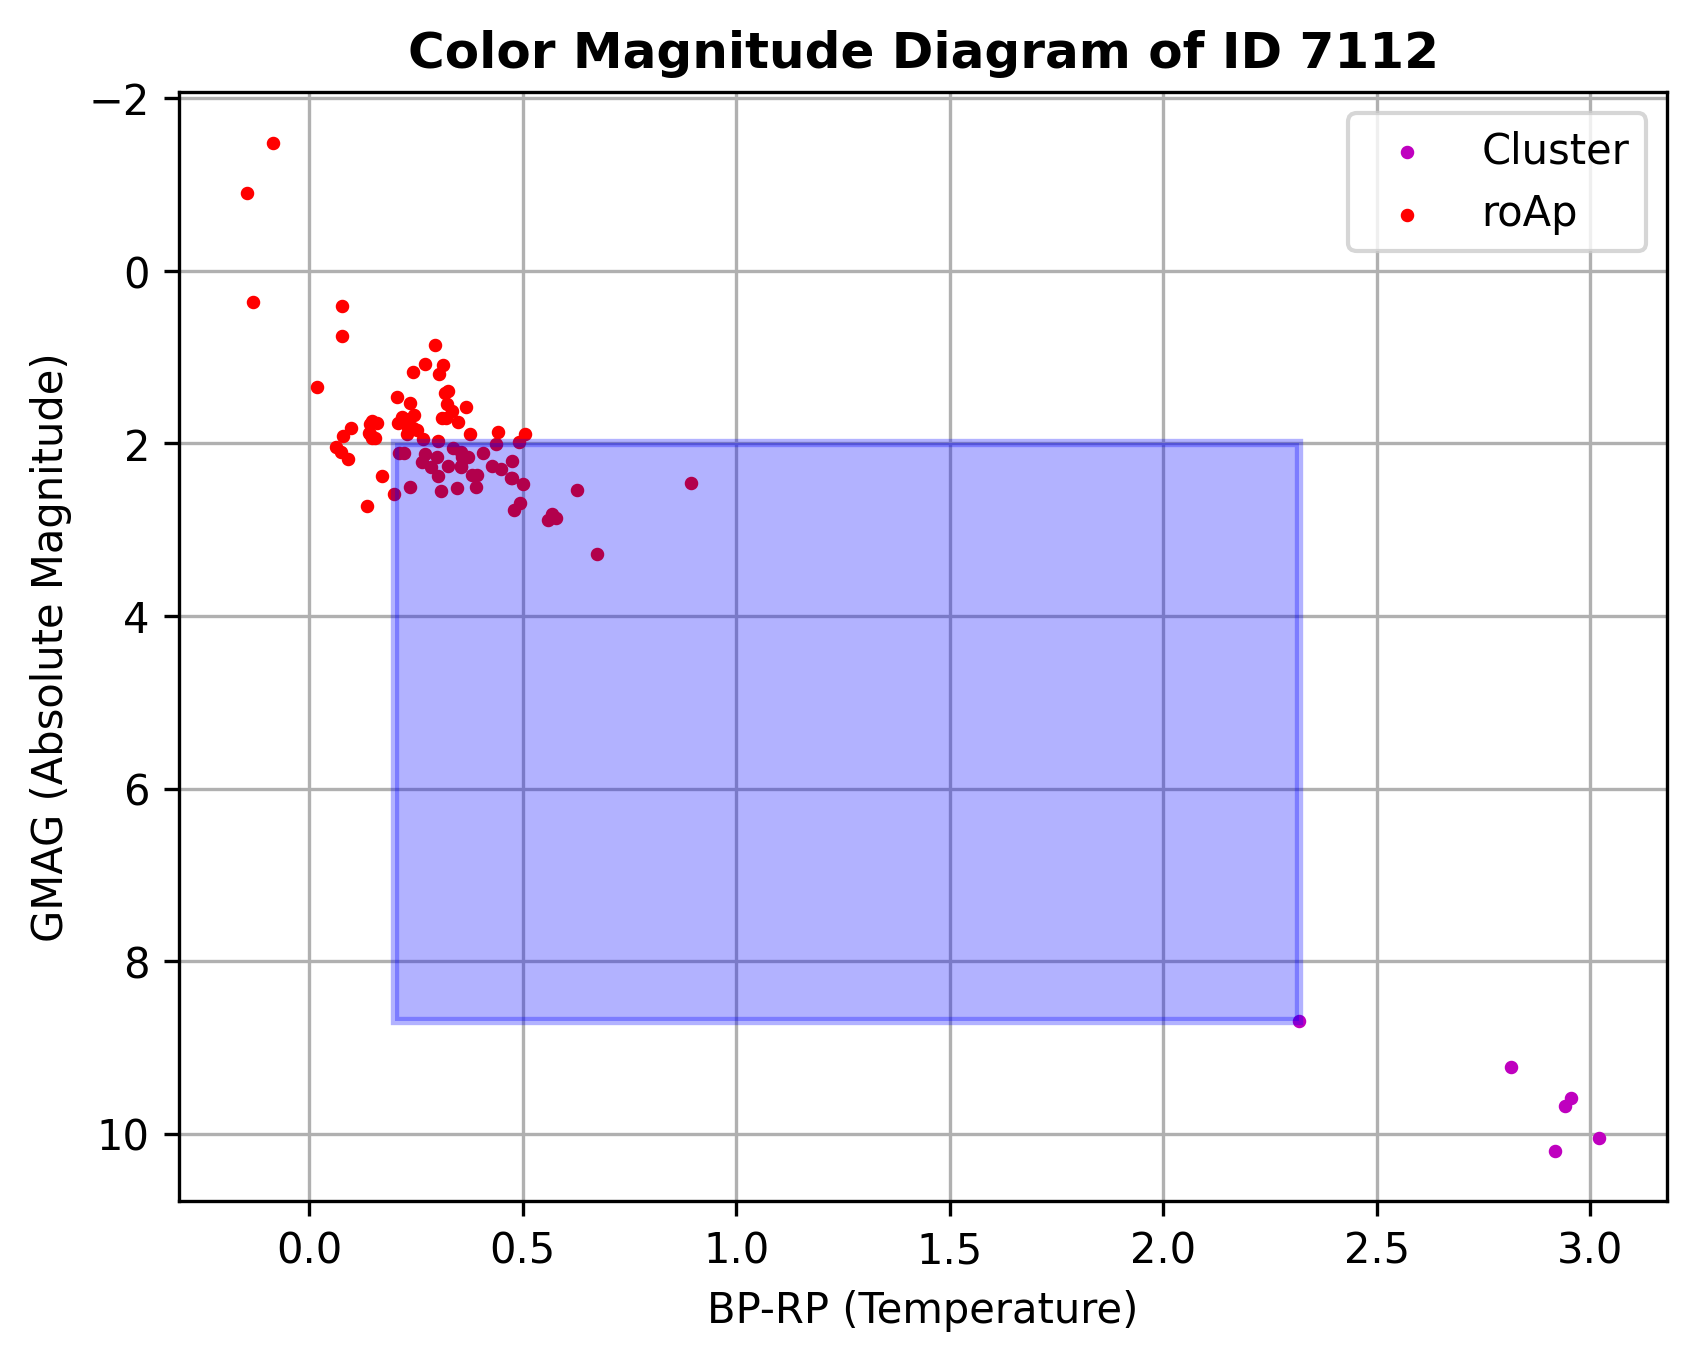 Color Magnitude Diagram of ID 7112
Cluster
roAp
GMAG (Absolute Magnitude)
−2
0
2
4
6
8
10
0.0 0.5 1.0 1.5 2.0 2.5 3.0
BP-RP (Temperature)